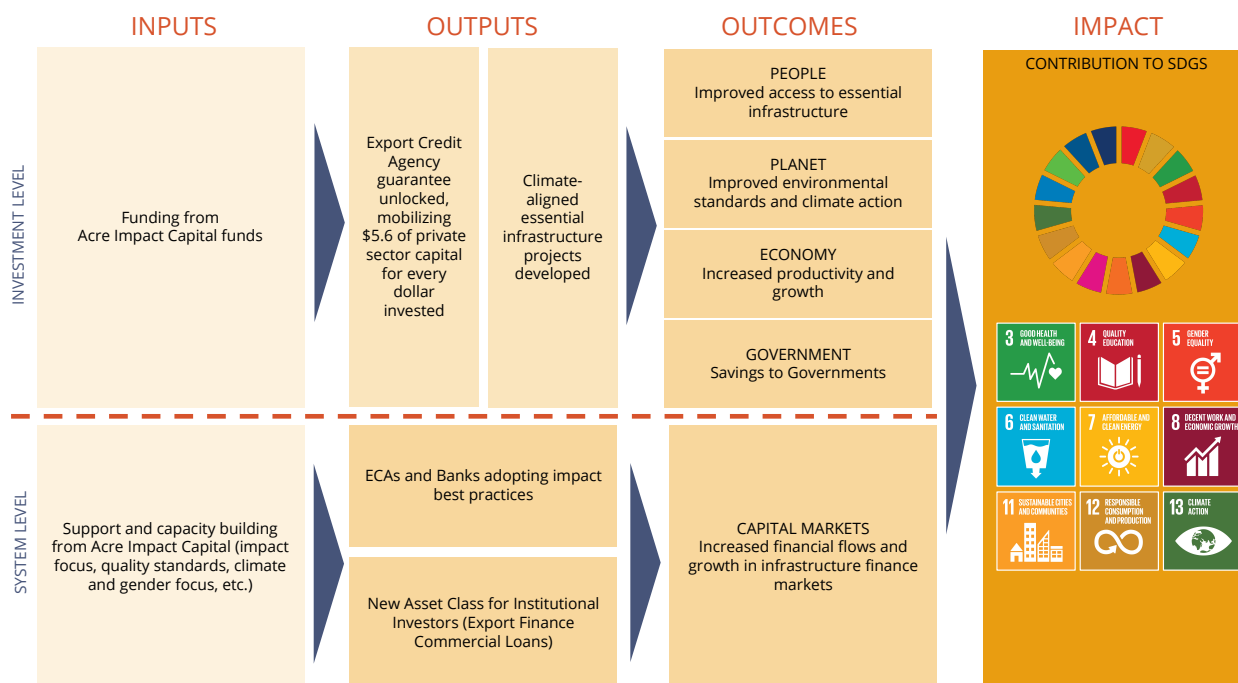 INPUTS
OUTPUTS
OUTCOMES
IMPACT
INVESTMENT LEVEL
Funding from
Acre Impact Capital funds
Export Credit
Agency
guarantee
unlocked,
mobilizing
$5.6 of private
sector capital
for every
dollar
invested
Climate-
aligned
essential
infrastructure
projects
developed
PEOPLE
Improved access to essential
infrastructure
PLANET
Improved environmental
standards and climate action
ECONOMY
Increased productivity and
growth
GOVERNMENT
Savings to Governments
SYSTEM LEVEL
Support and capacity building
from Acre Impact Capital (impact
focus, quality standards, climate
and gender focus, etc.)
ECAs and Banks adopting impact
best practices
New Asset Class for Institutional
Investors (Export Finance
Commercial Loans)
CAPITAL MARKETS
Increased financial flows and
growth in infrastructure finance
markets
CONTRIBUTION TO SDGS
3 GOOD HEALTH
AND WELL-BEING
4 QUALITY
EDUCATION
5 GENDER
EQUALITY
6 CLEAN WATER
AND SANITATION
7 AFFORDABLE AND
CLEAN ENERGY
8 DECENT WORK AND
ECONOMIC GROWTH
11 SUSTAINABLE CITIES
AND COMMUNITIES
12 RESPONSIBLE
CONSUMPTION
AND PRODUCTION
13 CLIMATE
ACTION